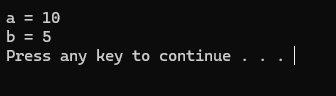 a = 10
b = 5
Press any key to continue . . .